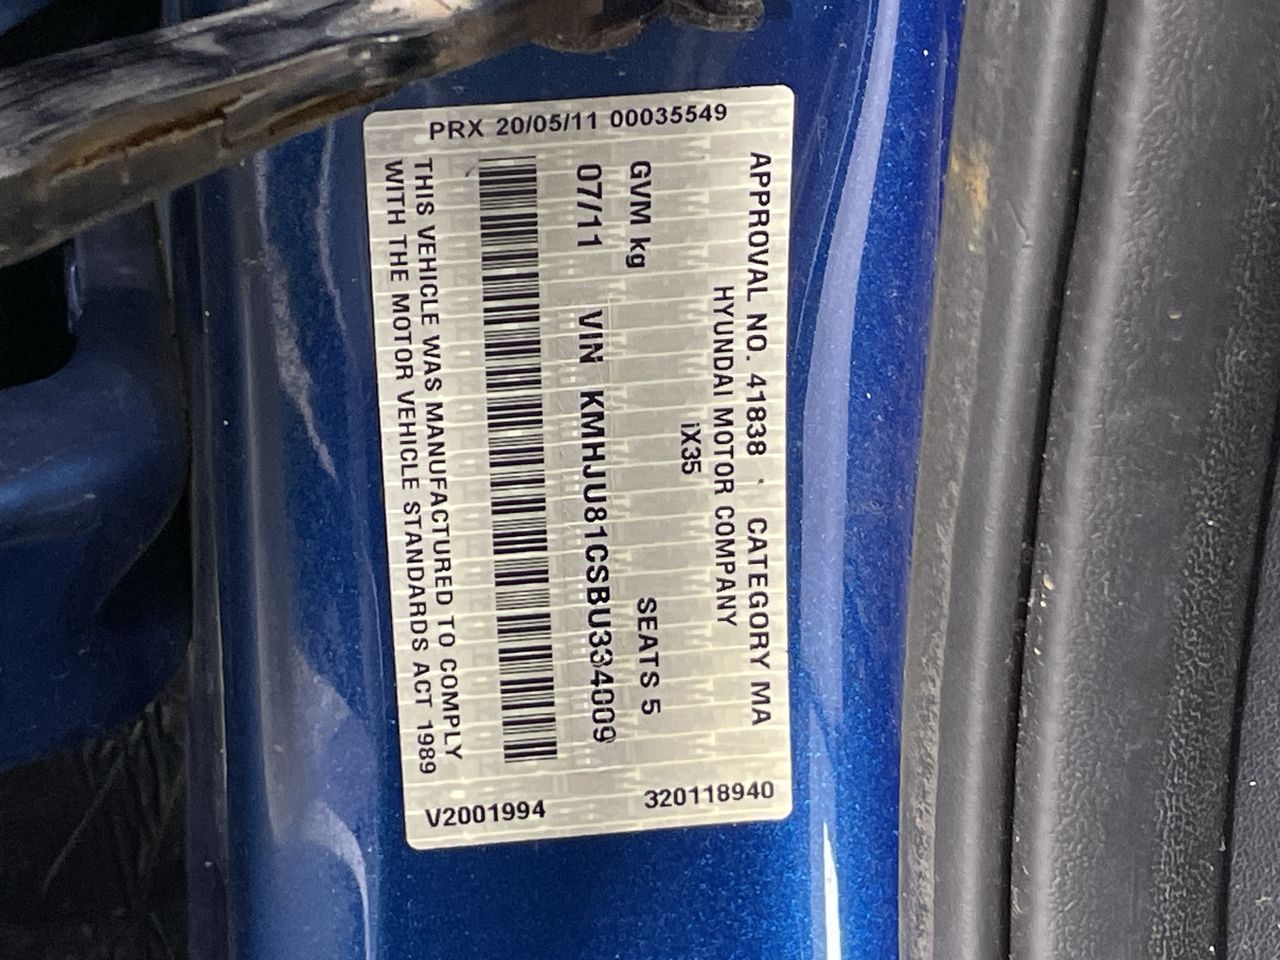 PRX 20/05/11 00035549
APPROVAL NO. 41838 CATEGORY MA
HYUNDAI MOTOR COMPANY
iX35
GVM kg SEATS 5
07/11 VIN KMHJU81CSBU334009
THIS VEHICLE WAS MANUFACTURED TO COMPLY
WITH THE MOTOR VEHICLE STANDARDS ACT 1989
V2001994 320118940